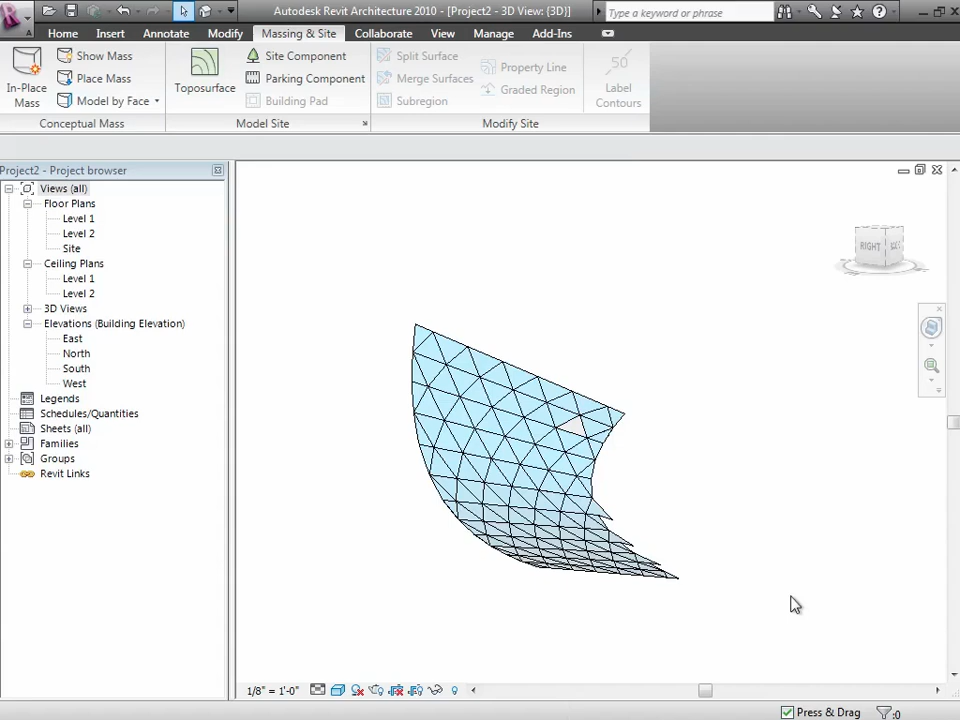 Autodesk Revit Architecture 2010 - [Project2 - 3D View: {3D}]
Type a keyword or phrase
Home Insert Annotate Modify Massing & Site Collaborate View Manage Add-Ins
In-Place Mass
Show Mass
Place Mass
Model by Face
Conceptual Mass
Toposurface
Site Component
Parking Component
Building Pad
Model Site
Split Surface
Merge Surfaces
Subregion
Property Line
Graded Region
50
Label Contours
Modify Site
Project2 - Project browser
Views (all)
Floor Plans
Level 1
Level 2
Site
Ceiling Plans
Level 1
Level 2
3D Views
Elevations (Building Elevation)
East
North
South
West
Legends
Schedules/Quantities
Sheets (all)
Families
Groups
Revit Links
RIGHT
1/8" = 1'-0"
Press & Drag
:0